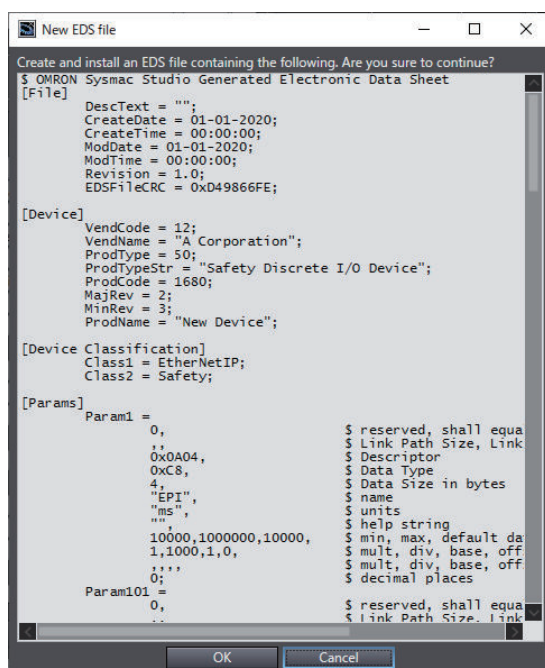 New EDS file
Create and install an EDS file containing the following. Are you sure to continue?
$ OMRON Sysmac Studio Generated Electronic Data Sheet
[File]
DescText = "";
CreateDate = 01-01-2020;
CreateTime = 00:00:00;
ModDate = 01-01-2020;
ModTime = 00:00:00;
Revision = 1.0;
EDSFileCRC = 0xD49866FE;
[Device]
VendCode = 12;
VendName = "A Corporation";
ProdType = 50;
ProdTypeStr = "Safety Discrete I/O Device";
ProdCode = 1680;
MajRev = 2;
MinRev = 3;
ProdName = "New Device";
[Device Classification]
Class1 = EtherNetIP;
Class2 = Safety;
[Params]
Param1 =
0, $ reserved, shall equa
,, $ Link Path Size, Link
0x0A04, $ Descriptor
0xC8, $ Data Type
4, $ Data Size in bytes
"EPI", $ name
"ms", $ units
"", $ help string
10000,1000000,10000, $ min, max, default da
1,1000,1,0, $ mult, div, base, off
,,,, $ mult, div, base, off
0; $ decimal places
Param101 =
0, $ reserved, shall equa
,, $ Link Path Size, Link
OK Cancel